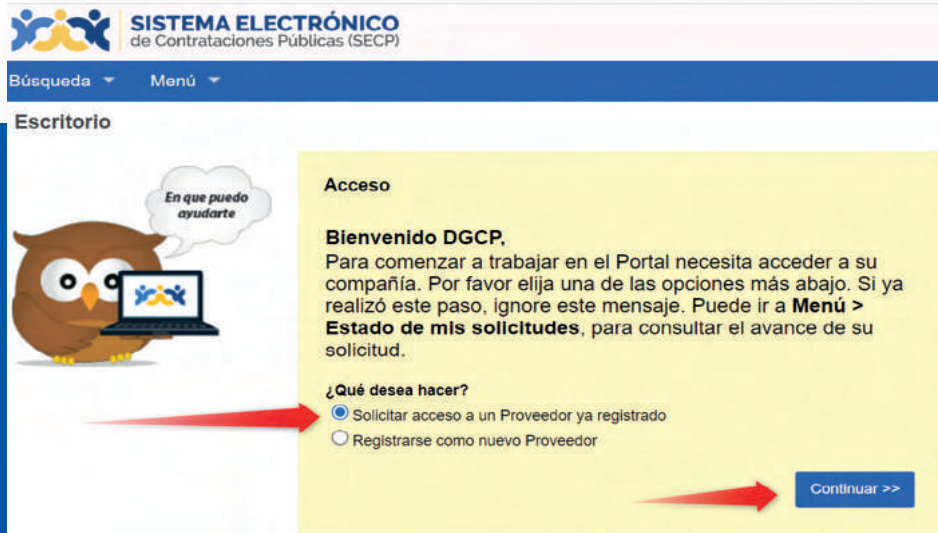 SISTEMA ELECTRÓNICO
de Contrataciones Públicas (SECP)
Búsqueda Menú
Escritorio
En que puedo
ayudarte
Acceso
Bienvenido DGCP,
Para comenzar a trabajar en el Portal necesita acceder a su
compañía. Por favor elija una de las opciones más abajo. Si ya
realizó este paso, ignore este mensaje. Puede ir a Menú >
Estado de mis solicitudes, para consultar el avance de su
solicitud.
¿Qué desea hacer?
Solicitar acceso a un Proveedor ya registrado
Registrarse como nuevo Proveedor
Continuar >>